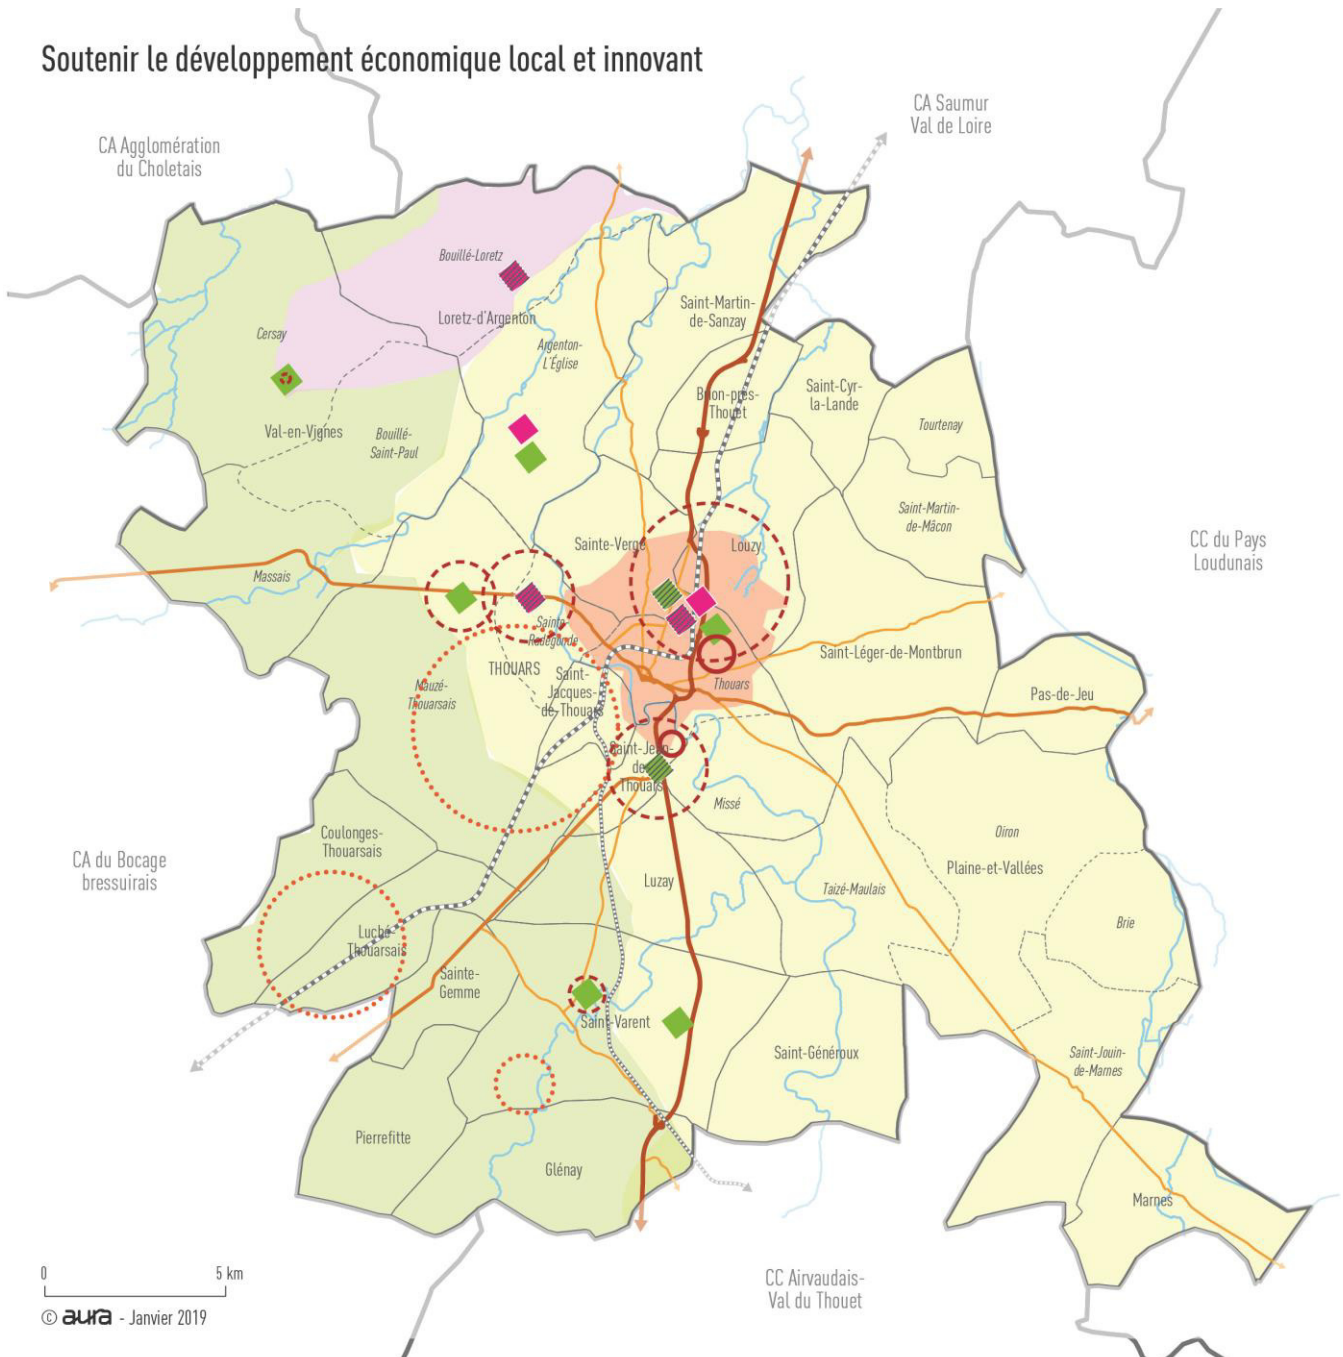 Soutenir le développement économique local et innovant
CA Saumur
Val de Loire
CA Agglomération
du Choletais
Bouillé-Loretz
Saint-Martin-
de-Sanzay
Loretz-d'Argenton
Cersay
Argenton-
L'Église
Brion-près-
Thouet
Saint-Cyr-
la-Lande
Tourtenay
Val-en-Vignes
Bouillé-
Saint-Paul
Saint-Martin-
de-Mâcon
Sainte-Verge
Louzy
CC du Pays
Loudunais
Massais
Sainte
Radegonde
THOUARS
Saint-
Jacques-
de-Thouars
Thouars
Saint-Léger-de-Montbrun
Mauzé-
Thouarsais
Pas-de-Jeu
Saint-Jean-
de-
Thouars
Missé
Coulonges-
Thouarsais
Oiron
CA du Bocage
bressuirais
Luzay
Taizé-Maulais
Plaine-et-Vallées
Brie
Luché-
Thouarsais
Sainte-
Gemme
Saint-Varent
Saint-Généroux
Saint-Jouin-
de-Marnes
Pierrefitte
Glénay
Marnes
CC Airvaudais-
Val du Thouet
0 5 km
© aura - Janvier 2019